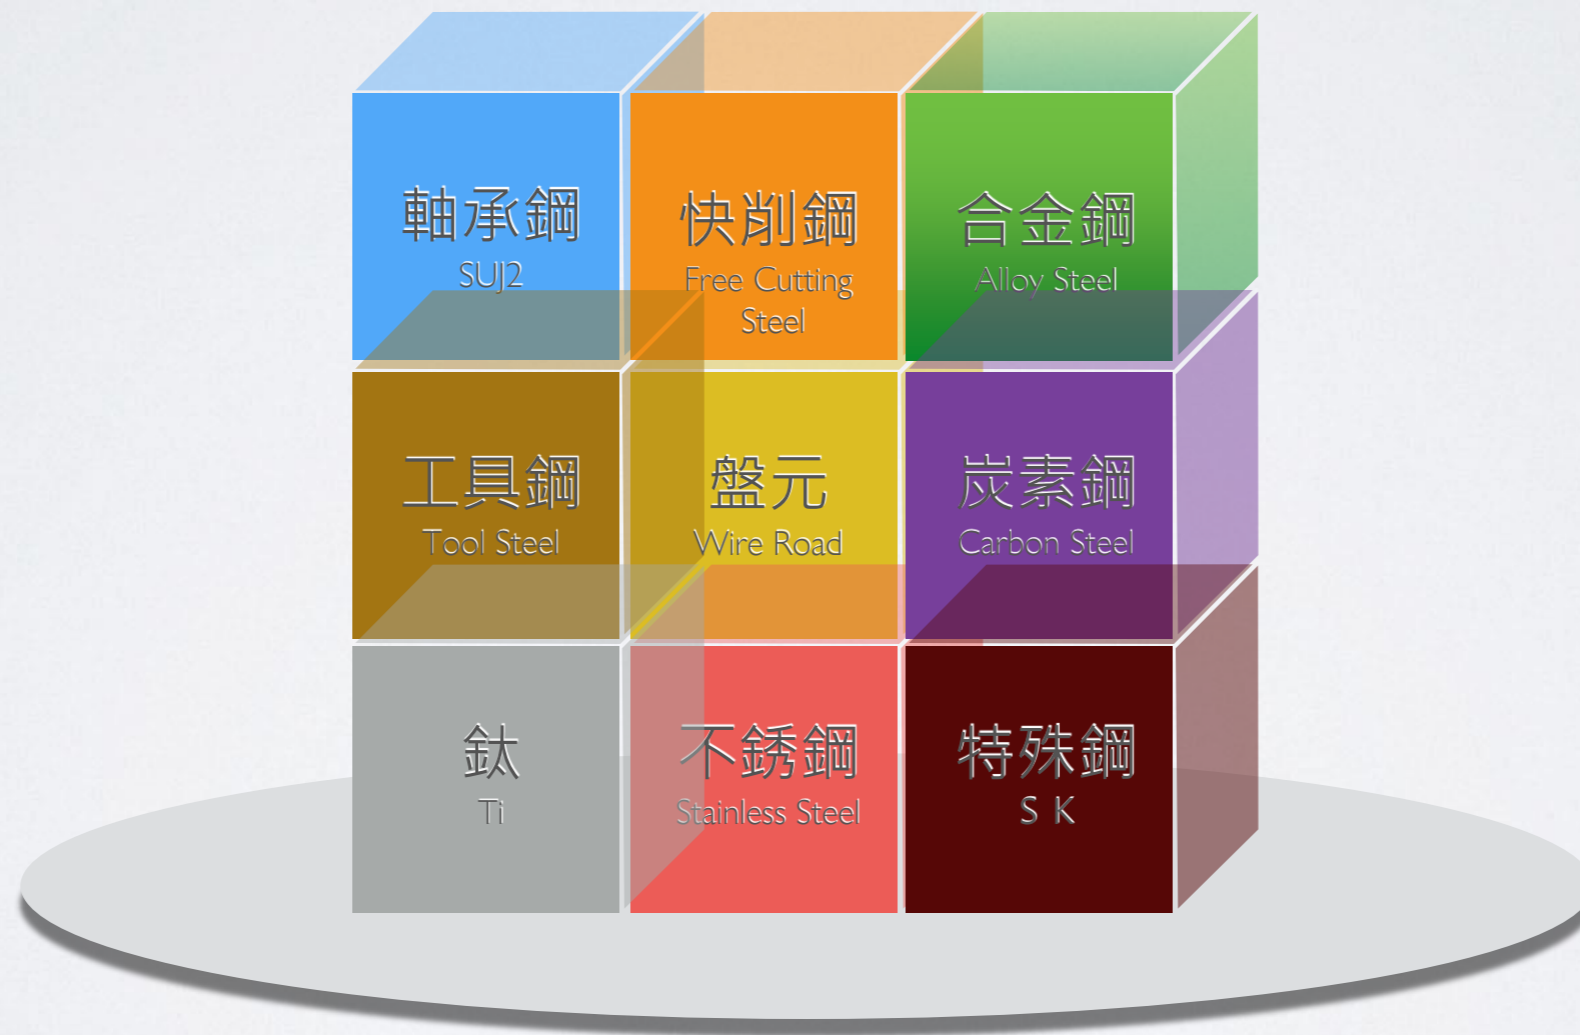 軸承鋼
SUJ2
快削鋼
Free Cutting
Steel
合金鋼
Alloy Steel
工具鋼
Tool Steel
盤元
Wire Road
炭素鋼
Carbon Steel
鈦
Ti
不銹鋼
Stainless Steel
特殊鋼
S K